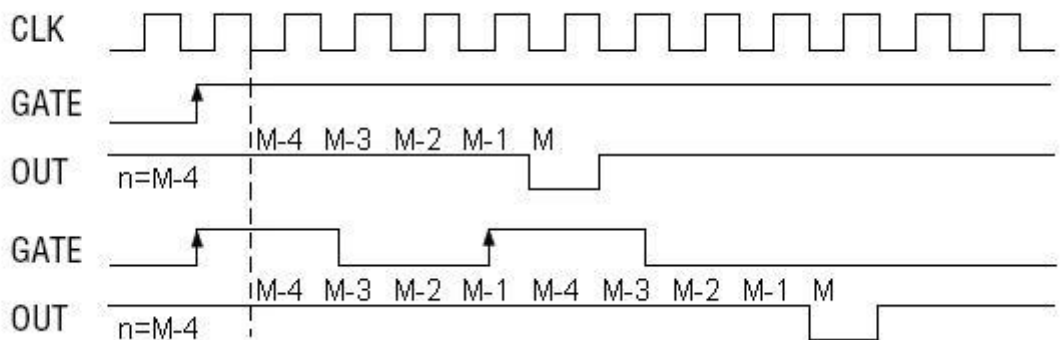 CLK
GATE
M-4 M-3 M-2 M-1 M
OUT
n=M-4
GATE
M-4 M-3 M-2 M-1 M-4 M-3 M-2 M-1 M
OUT
n=M-4